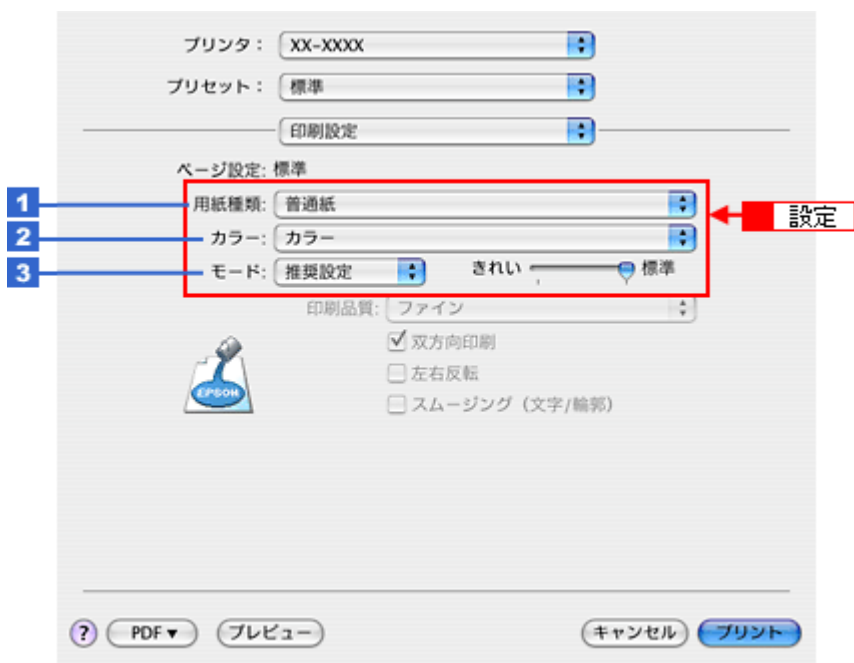 プリンタ： XX-XXXX
プリセット： 標準
印刷設定
ページ設定: 標準
1 用紙種類: 普通紙
設定
2 カラー: カラー
3 モード: 推奨設定 きれい 標準
印刷品質: ファイン
双方向印刷
左右反転
スムージング（文字/輪郭）
EPSON
? PDF▼ プレビュー キャンセル プリント